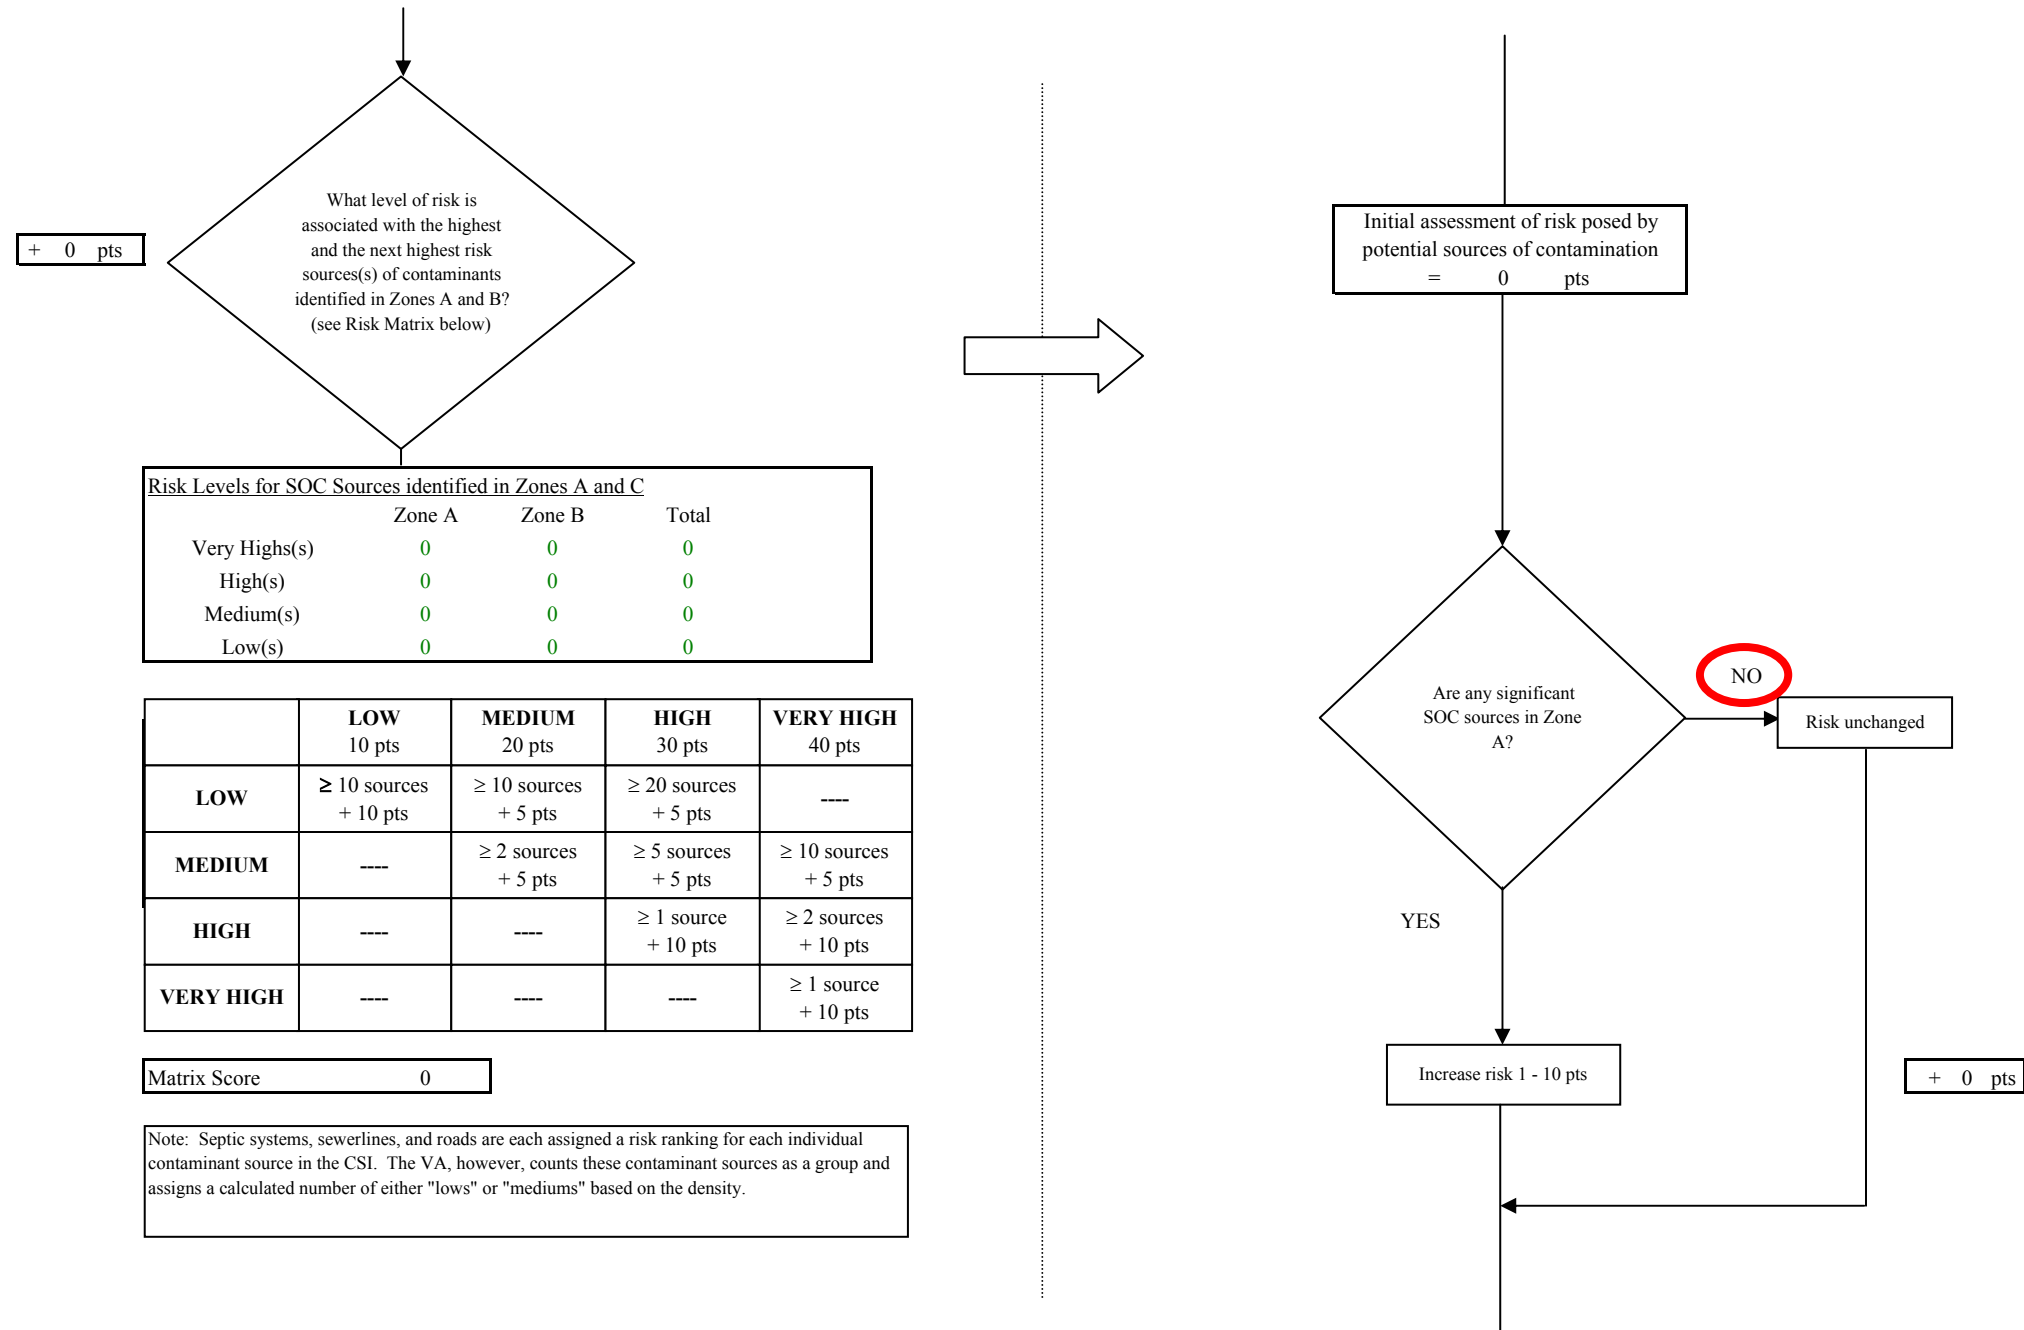 What level of risk is
associated with the highest
and the next highest risk
sources(s) of contaminants
identified in Zones A and B?
(see Risk Matrix below)
+ 0 pts
Risk Levels for SOC Sources identified in Zones A and C
Zone A Zone B Total
Very Highs(s) 0 0 0
High(s) 0 0 0
Medium(s) 0 0 0
Low(s) 0 0 0
LOW MEDIUM HIGH VERY HIGH
10 pts 20 pts 30 pts 40 pts
LOW ≥ 10 sources ≥ 10 sources ≥ 20 sources ----
+ 10 pts + 5 pts + 5 pts
MEDIUM ---- ≥ 2 sources ≥ 5 sources ≥ 10 sources
+ 5 pts + 5 pts + 5 pts
HIGH ---- ---- ≥ 1 source ≥ 2 sources
+ 10 pts + 10 pts
VERY HIGH ---- ---- ---- ≥ 1 source
+ 10 pts
Matrix Score 0
Note: Septic systems, sewerlines, and roads are each assigned a risk ranking for each individual
contaminant source in the CSI. The VA, however, counts these contaminant sources as a group and
assigns a calculated number of either "lows" or "mediums" based on the density.
Initial assessment of risk posed by
potential sources of contamination
= 0 pts
Are any significant
SOC sources in Zone
A?
NO
Risk unchanged
YES
Increase risk 1 - 10 pts
+ 0 pts